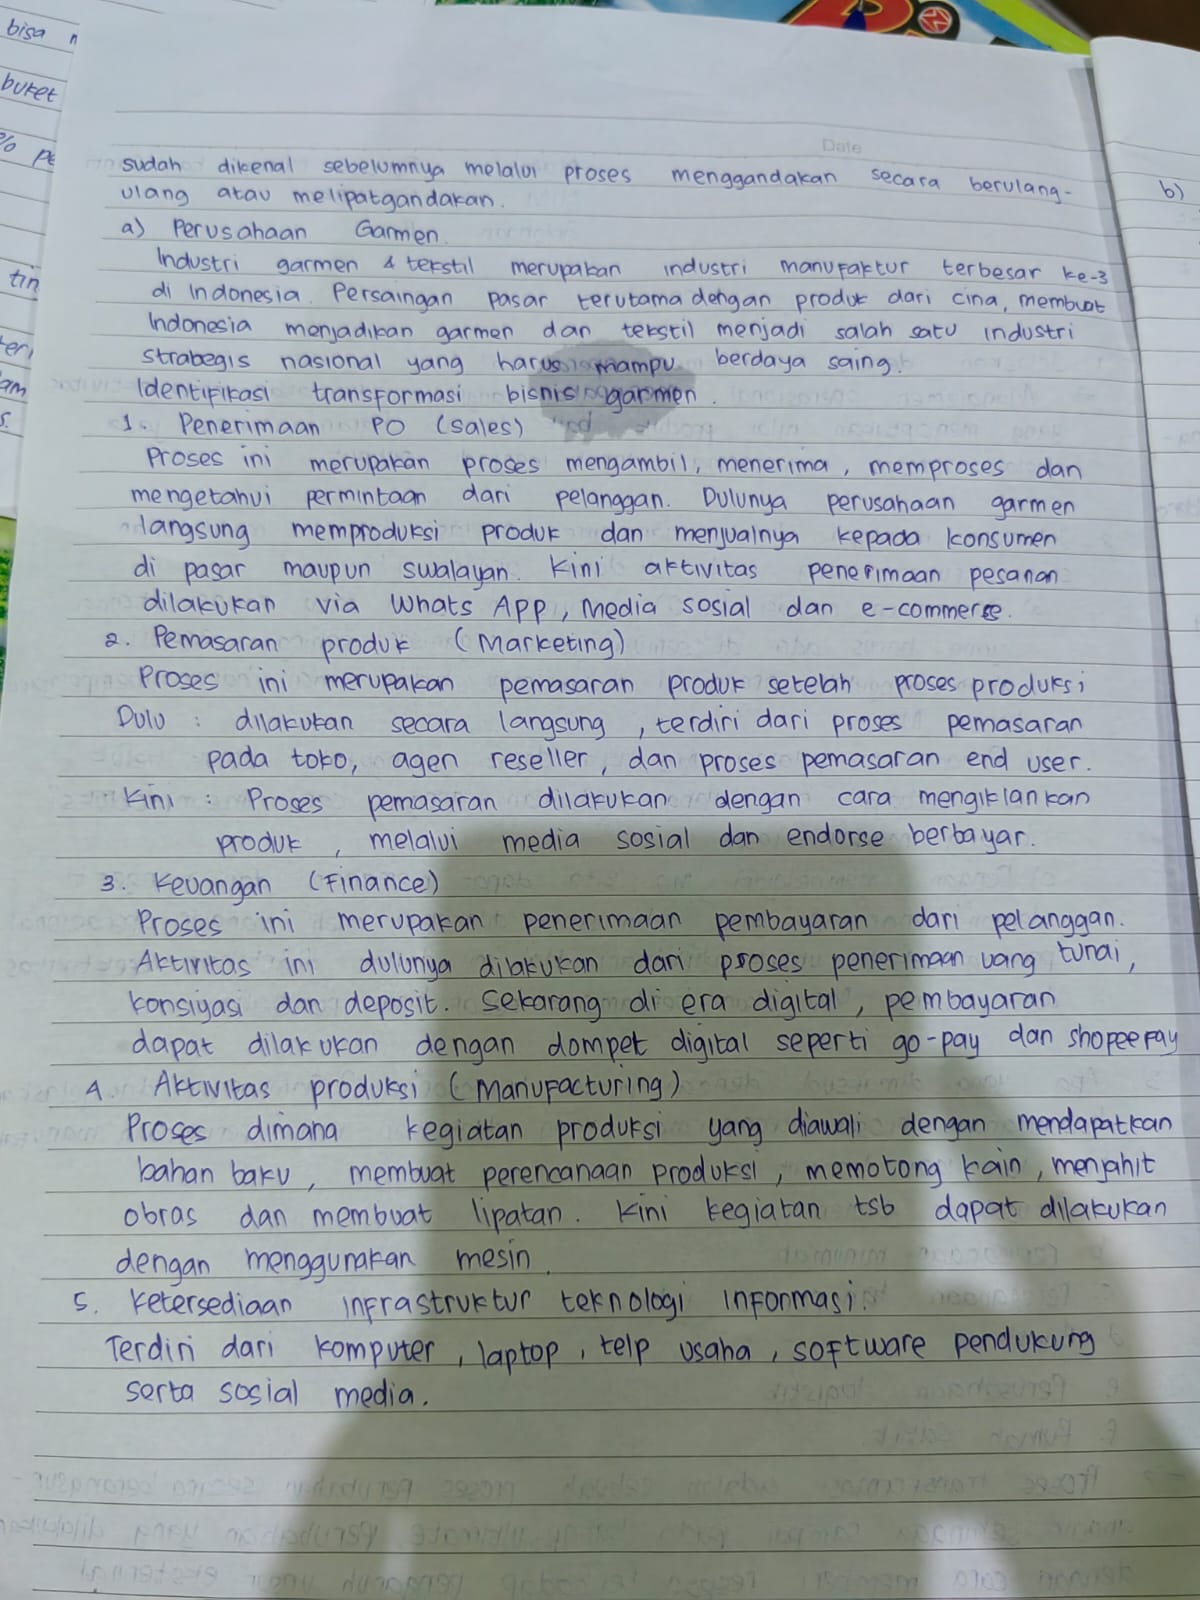 bisa
buket
% pe
tin
Date
sudah dikenal sebelumnya melalui proses menggandakan secara berulang-
ulang atau melipatgandakan.
a) Perusahaan Garmen.
Industri garmen & tekstil merupakan industri manufaktur terbesar ke-3
di Indonesia. Persaingan pasar terutama dengan produk dari cina, membuat
Indonesia menjadikan garmen dan tekstil menjadi salah satu industri
strabegis nasional yang harus mampu berdaya saing.
Identifikasi transformasi bisnis garmen.
1. Penerimaan PO (Sales)
Proses ini merupakan proses mengambil, menerima, memproses dan
mengetahui permintaan dari pelanggan. Dulunya perusahaan garmen
langsung memproduksi produk dan menjualnya kepada konsumen
di pasar maupun swalayan. Kini aktivitas penerimaan pesanan
dilakukan via Whats App, Media sosial dan e-commerse.
2. Pemasaran produk (Marketing)
Proses ini merupakan pemasaran produk setelah proses produksi
Dulu : dilakukan secara langsung, terdiri dari proses pemasaran
pada toko, agen reseller, dan proses pemasaran end user.
Kini : Proses pemasaran dilakukan dengan cara mengiklankan
produk, melalui media sosial dan endorse berbayar.
3. Keuangan (Finance)
Proses ini merupakan penerimaan pembayaran dari pelanggan.
Aktivitas ini dulunya dilakukan dari proses penerimaan uang tunai,
konsiyasi dan deposit. Sekarang di era digital, pembayaran
dapat dilakukan dengan dompet digital seperti go-pay dan shopeepay
4. Aktivitas produksi (Manufacturing)
Proses dimana kegiatan produksi yang diawali dengan mendapatkan
bahan baku, membuat perencanaan produksi, memotong kain, menjahit
obras dan membuat lipatan. Kini kegiatan tsb dapat dilakukan
dengan menggunakan mesin.
5. Ketersediaan infrastruktur teknologi informasi.
Terdiri dari komputer, laptop, telp usaha, software pendukung
serta sosial media.
b)